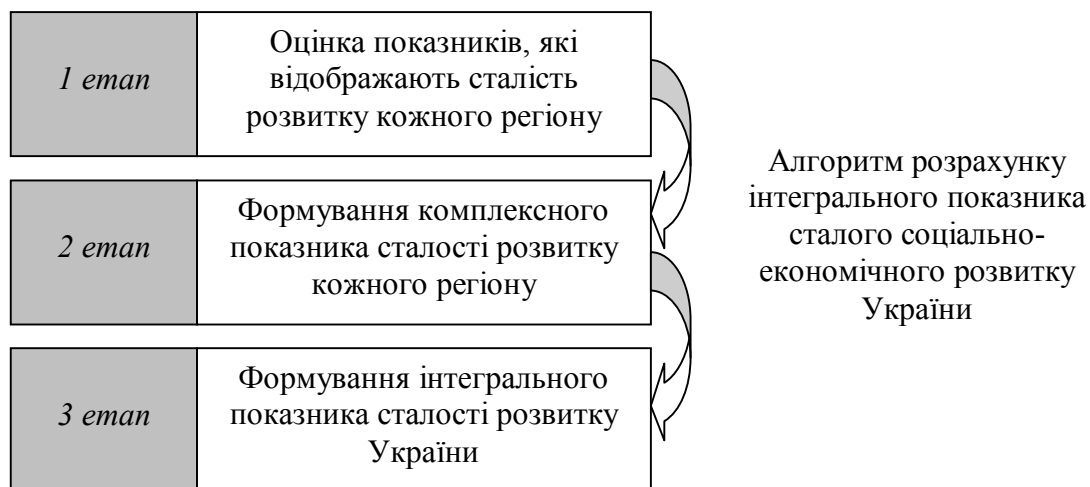 1 етап
Оцінка показників, які
відображають сталість
розвитку кожного регіону
2 етап
Формування комплексного
показника сталості розвитку
кожного регіону
3 етап
Формування інтегрального
показника сталості розвитку
України
Алгоритм розрахунку
інтегрального показника
сталого соціально-
економічного розвитку
України